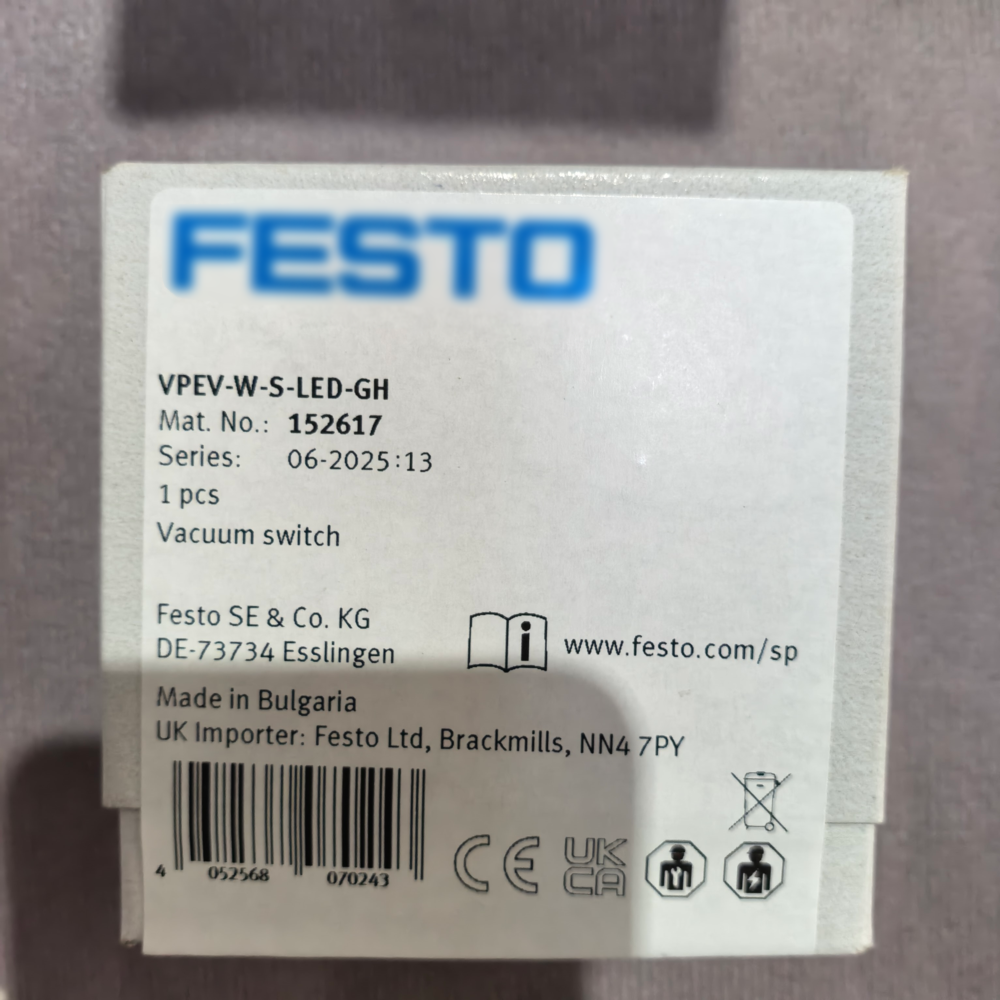 FESTO
VPEV-W-S-LED-GH
Mat. No.: 152617
Series: 06-2025:13
1 pcs
Vacuum switch
Festo SE & Co. KG
DE-73734 Esslingen
i www.festo.com/sp
Made in Bulgaria
UK Importer: Festo Ltd, Brackmills, NN4 7PY
4 052568 070243
CE UK CA